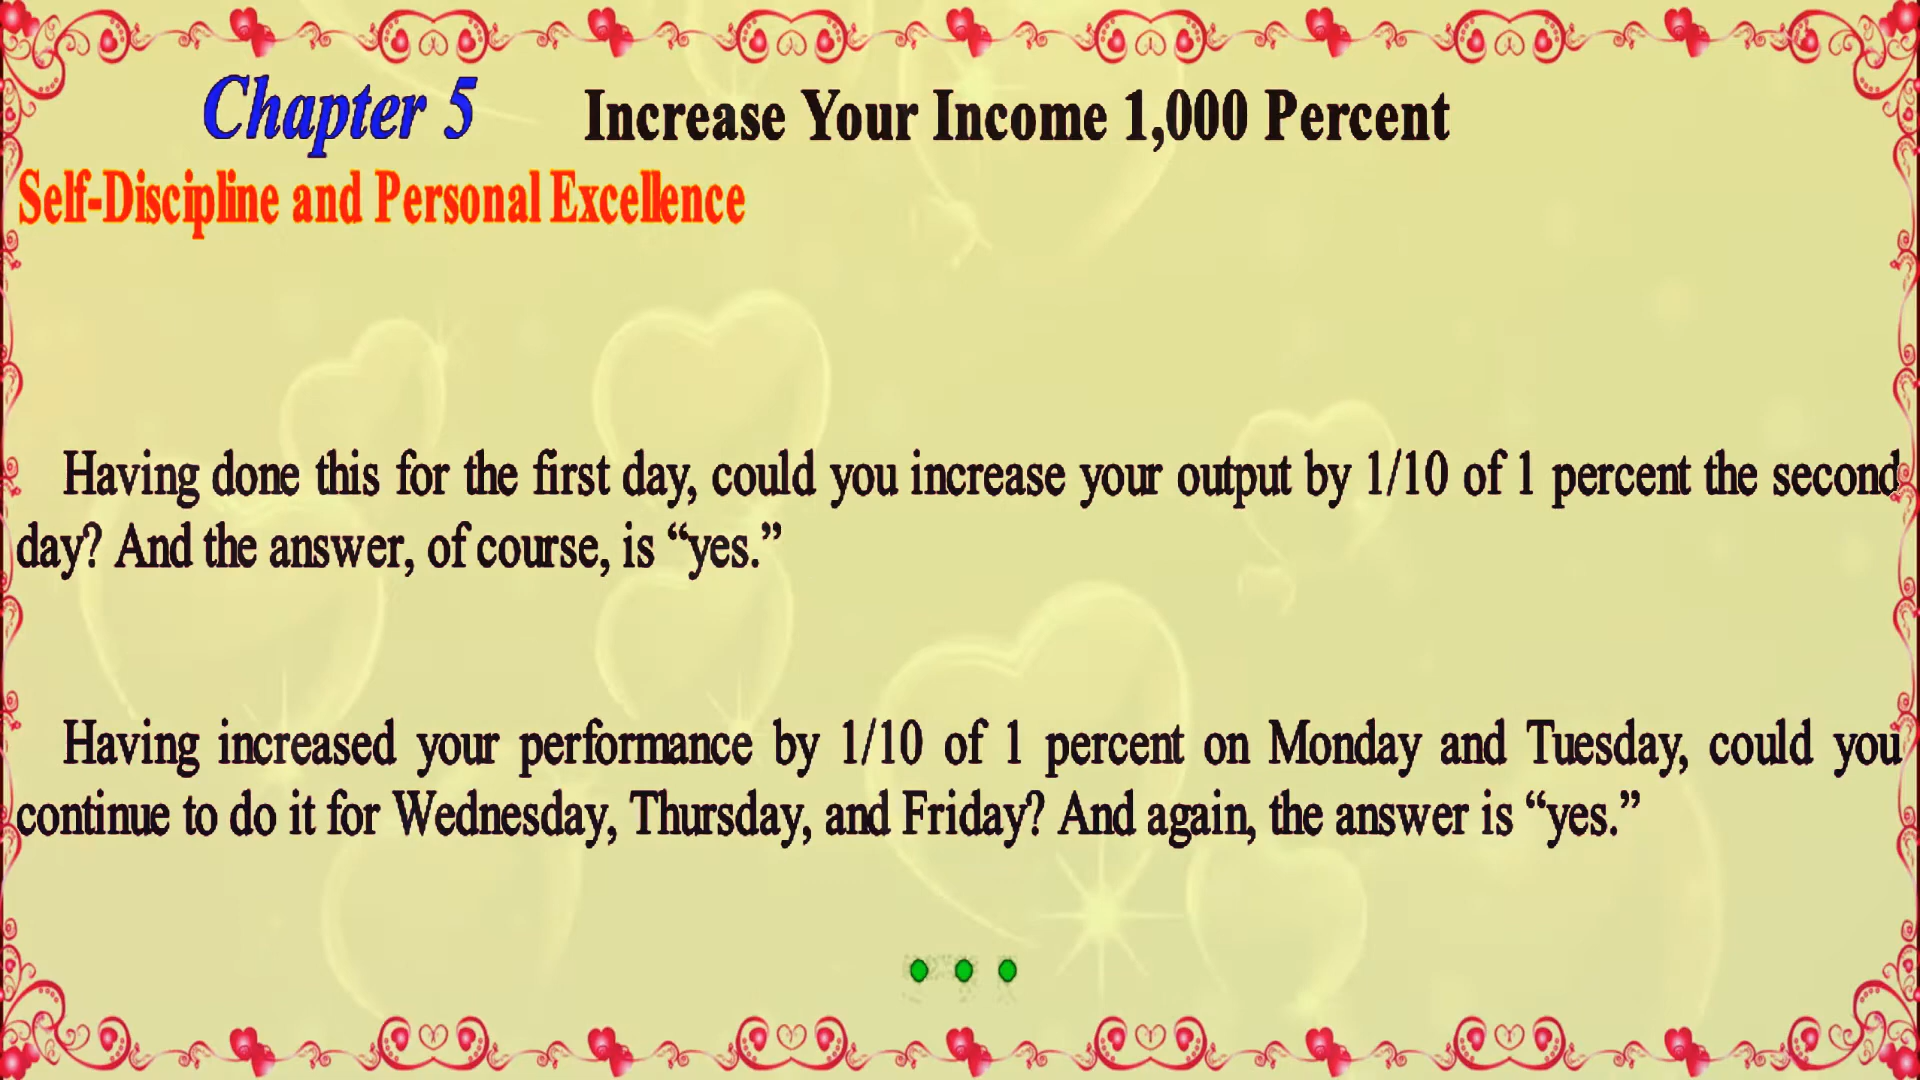 Chapter 5 Increase Your Income 1,000 Percent
Self-Discipline and Personal Excellence
Having done this for the first day, could you increase your output by 1/10 of 1 percent the second
day? And the answer, of course, is “yes.”
Having increased your performance by 1/10 of 1 percent on Monday and Tuesday, could you
continue to do it for Wednesday, Thursday, and Friday? And again, the answer is “yes.”